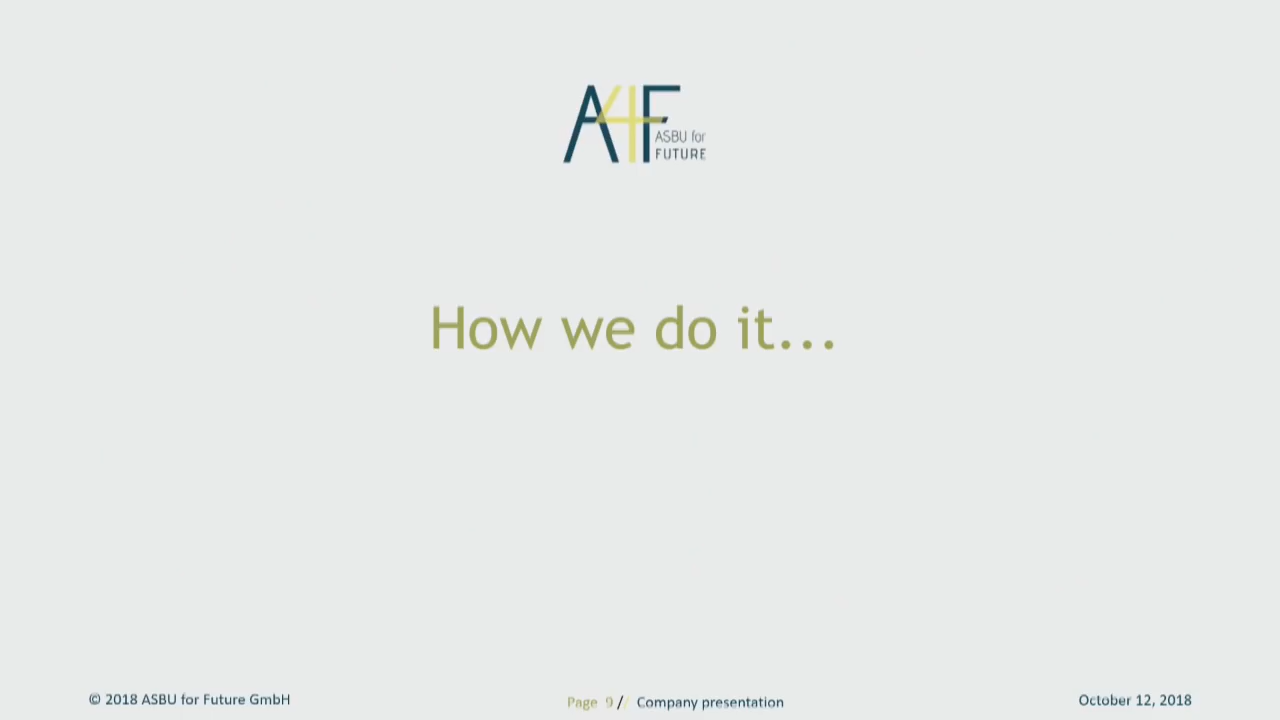 A4F
ASBU for
FUTURE
How we do it...
© 2018 ASBU for Future GmbH
Page 9 // Company presentation
October 12, 2018